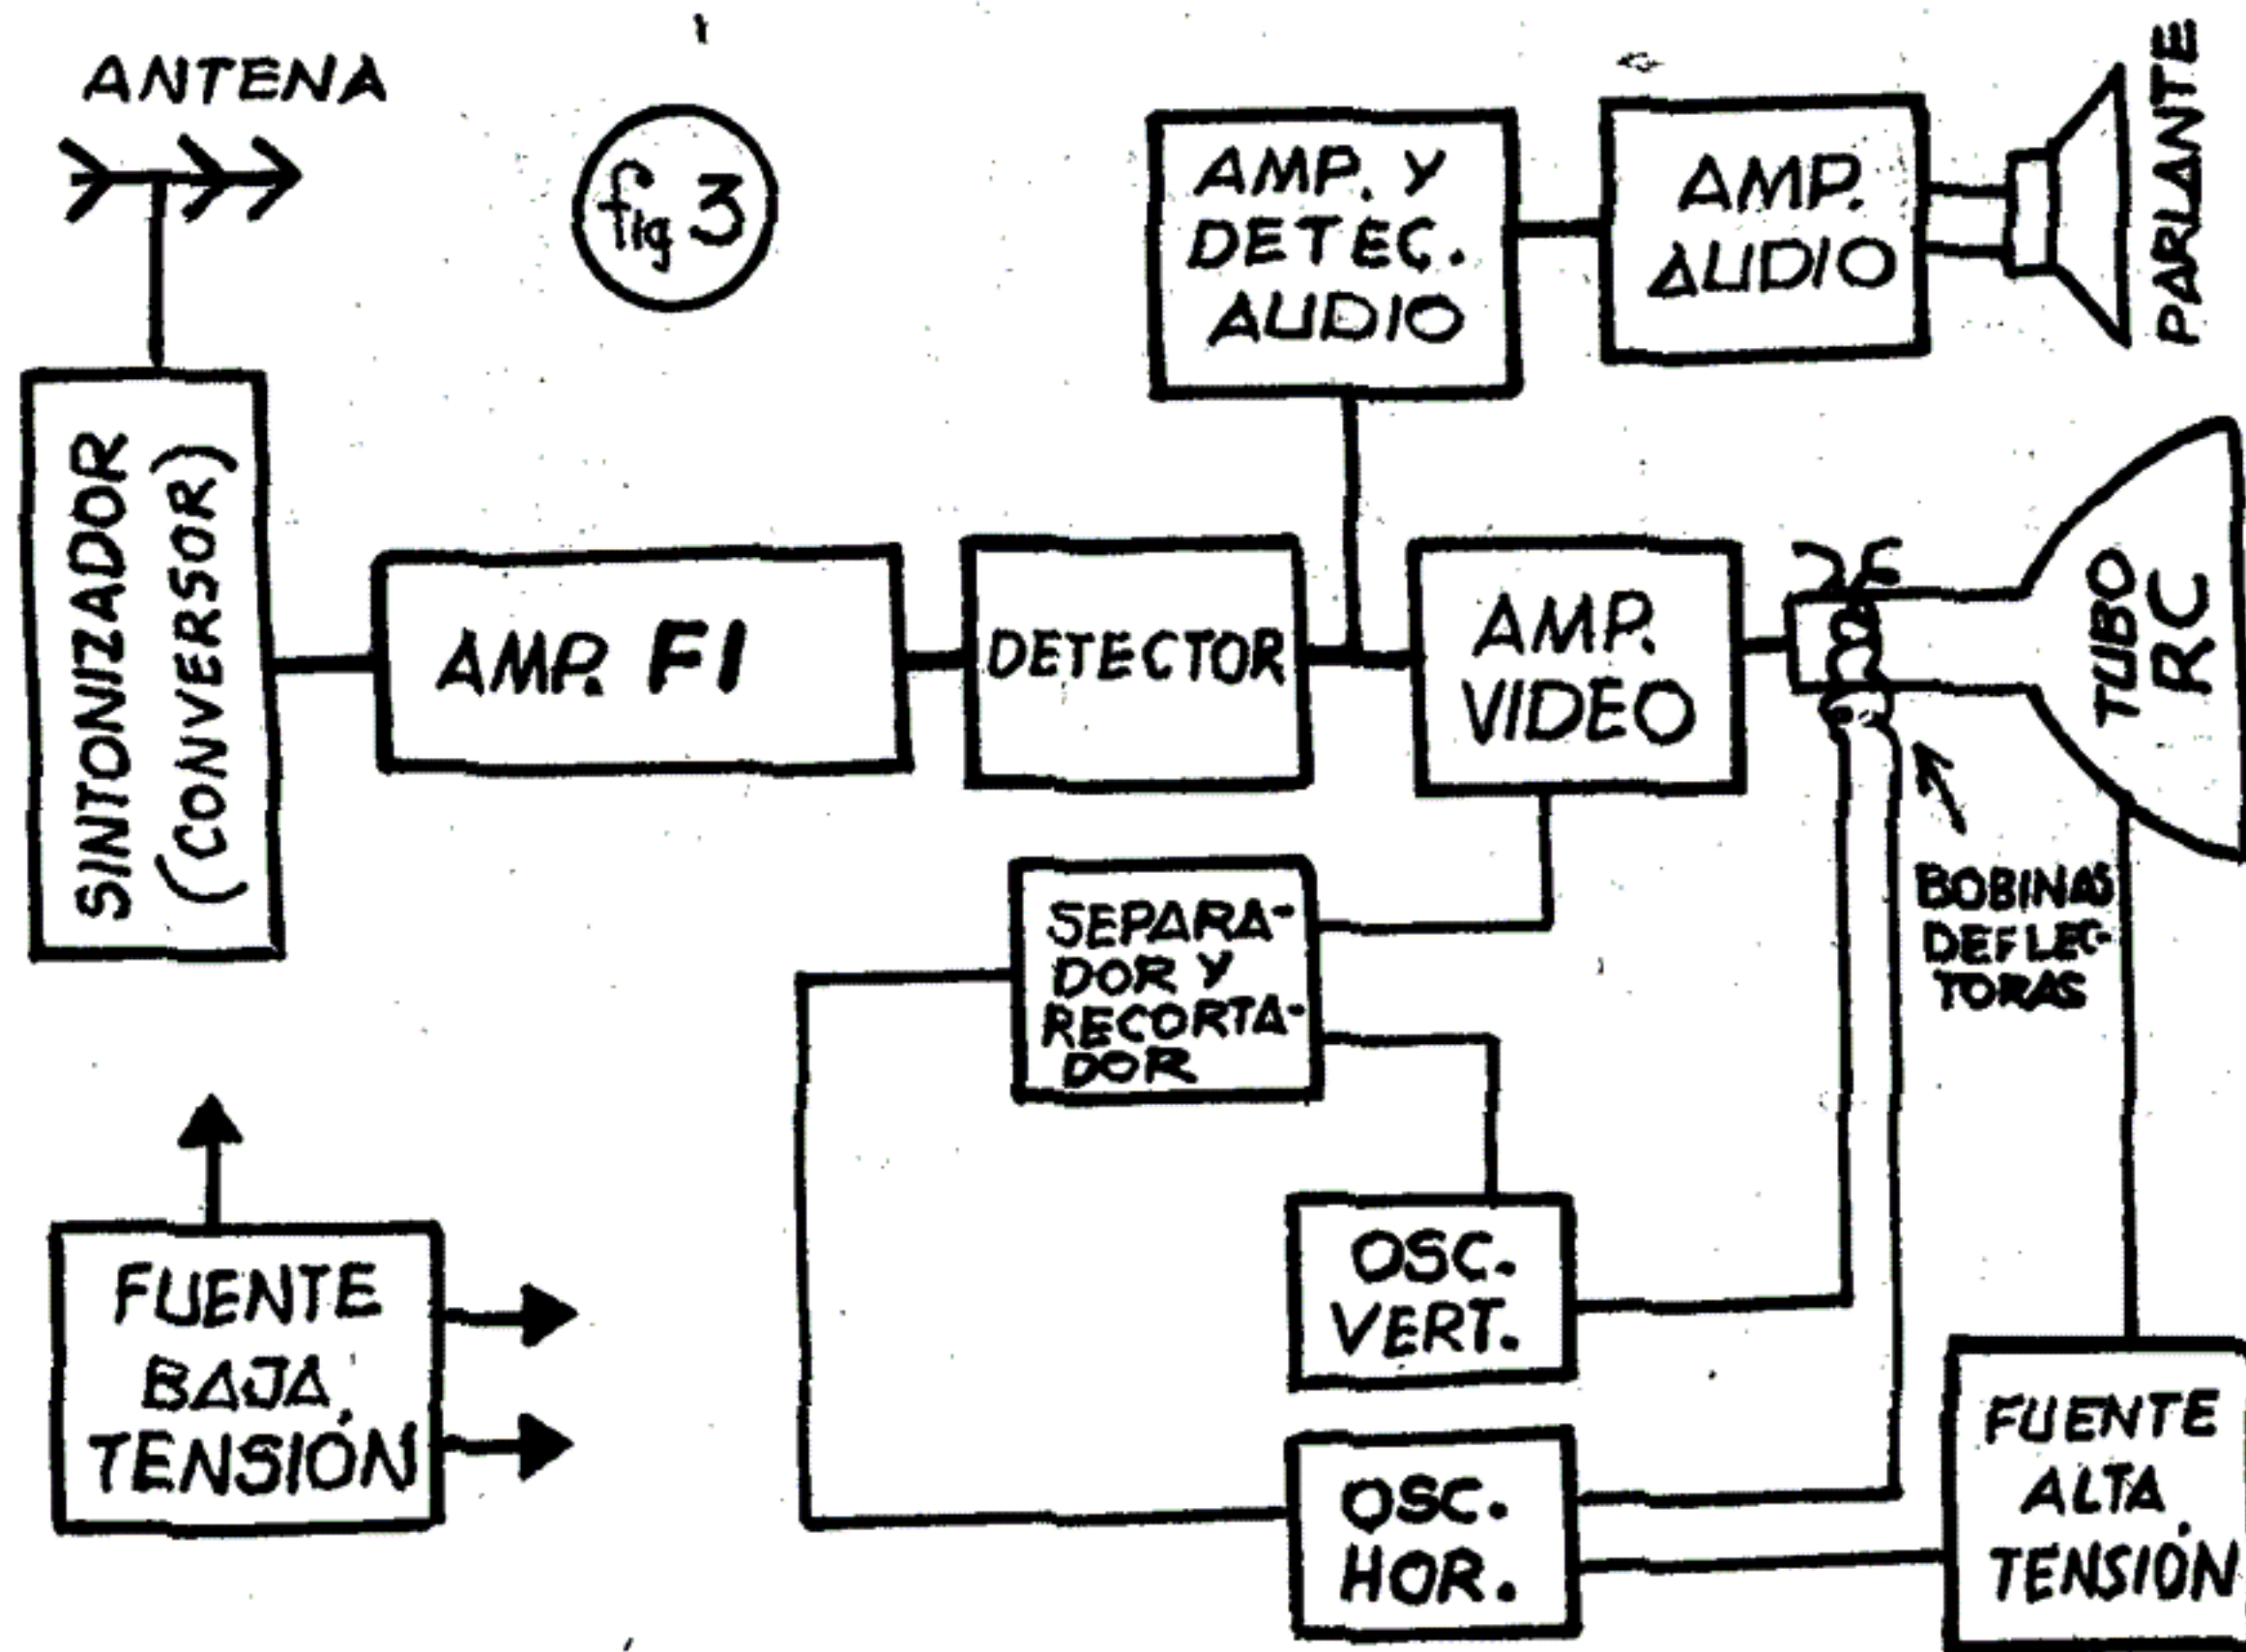 ANTENA
fig 3
AMP. Y
DETEC.
AUDIO
AMP.
AUDIO
PARLANTE
SINTONIZADOR
(CONVERSOR)
AMP. FI
DETECTOR
AMP.
VIDEO
TUBO
RC
BOBINAS
DEFLEC-
TORAS
SEPARA-
DOR Y
RECORTA-
DOR
FUENTE
BAJA
TENSIÓN
OSC.
VERT.
OSC.
HOR.
FUENTE
ALTA
TENSIÓN